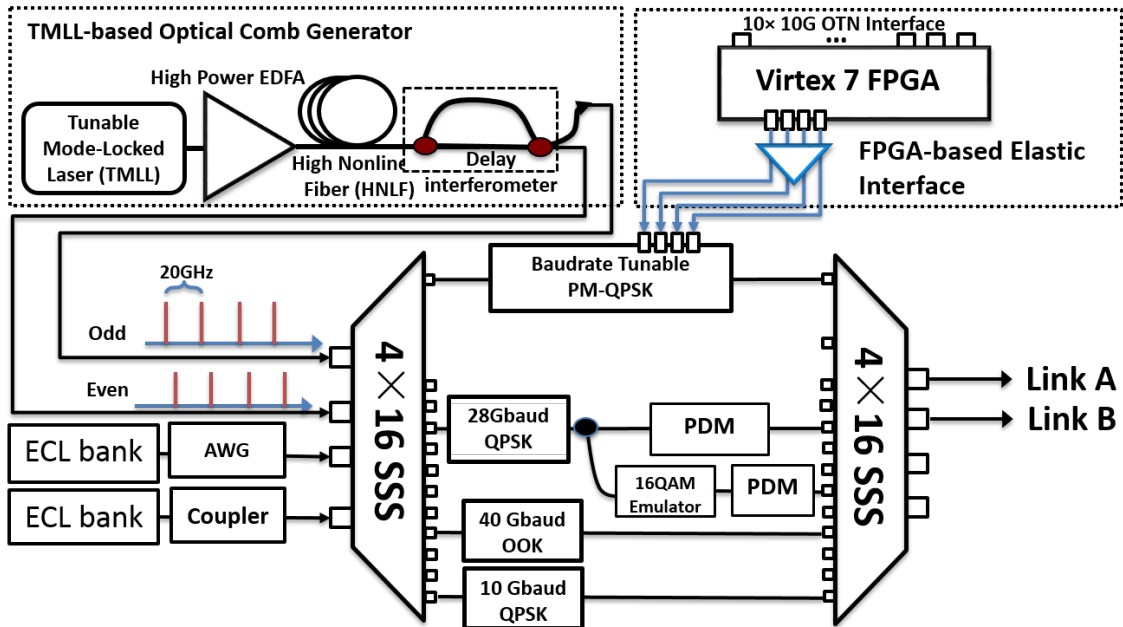 TMLL-based Optical Comb Generator
High Power EDFA
Tunable
Mode-Locked
Laser (TMLL)
High Nonline
Fiber (HNLF)
Delay
interferometer
10× 10G OTN Interface
...
Virtex 7 FPGA
FPGA-based Elastic
Interface
Baudrate Tunable
PM-QPSK
20GHz
Odd
Even
ECL bank
AWG
ECL bank
Coupler
4×16 SSS
28Gbaud
QPSK
PDM
16QAM
Emulator
PDM
40 Gbaud
OOK
10 Gbaud
QPSK
4×16 SSS
Link A
Link B